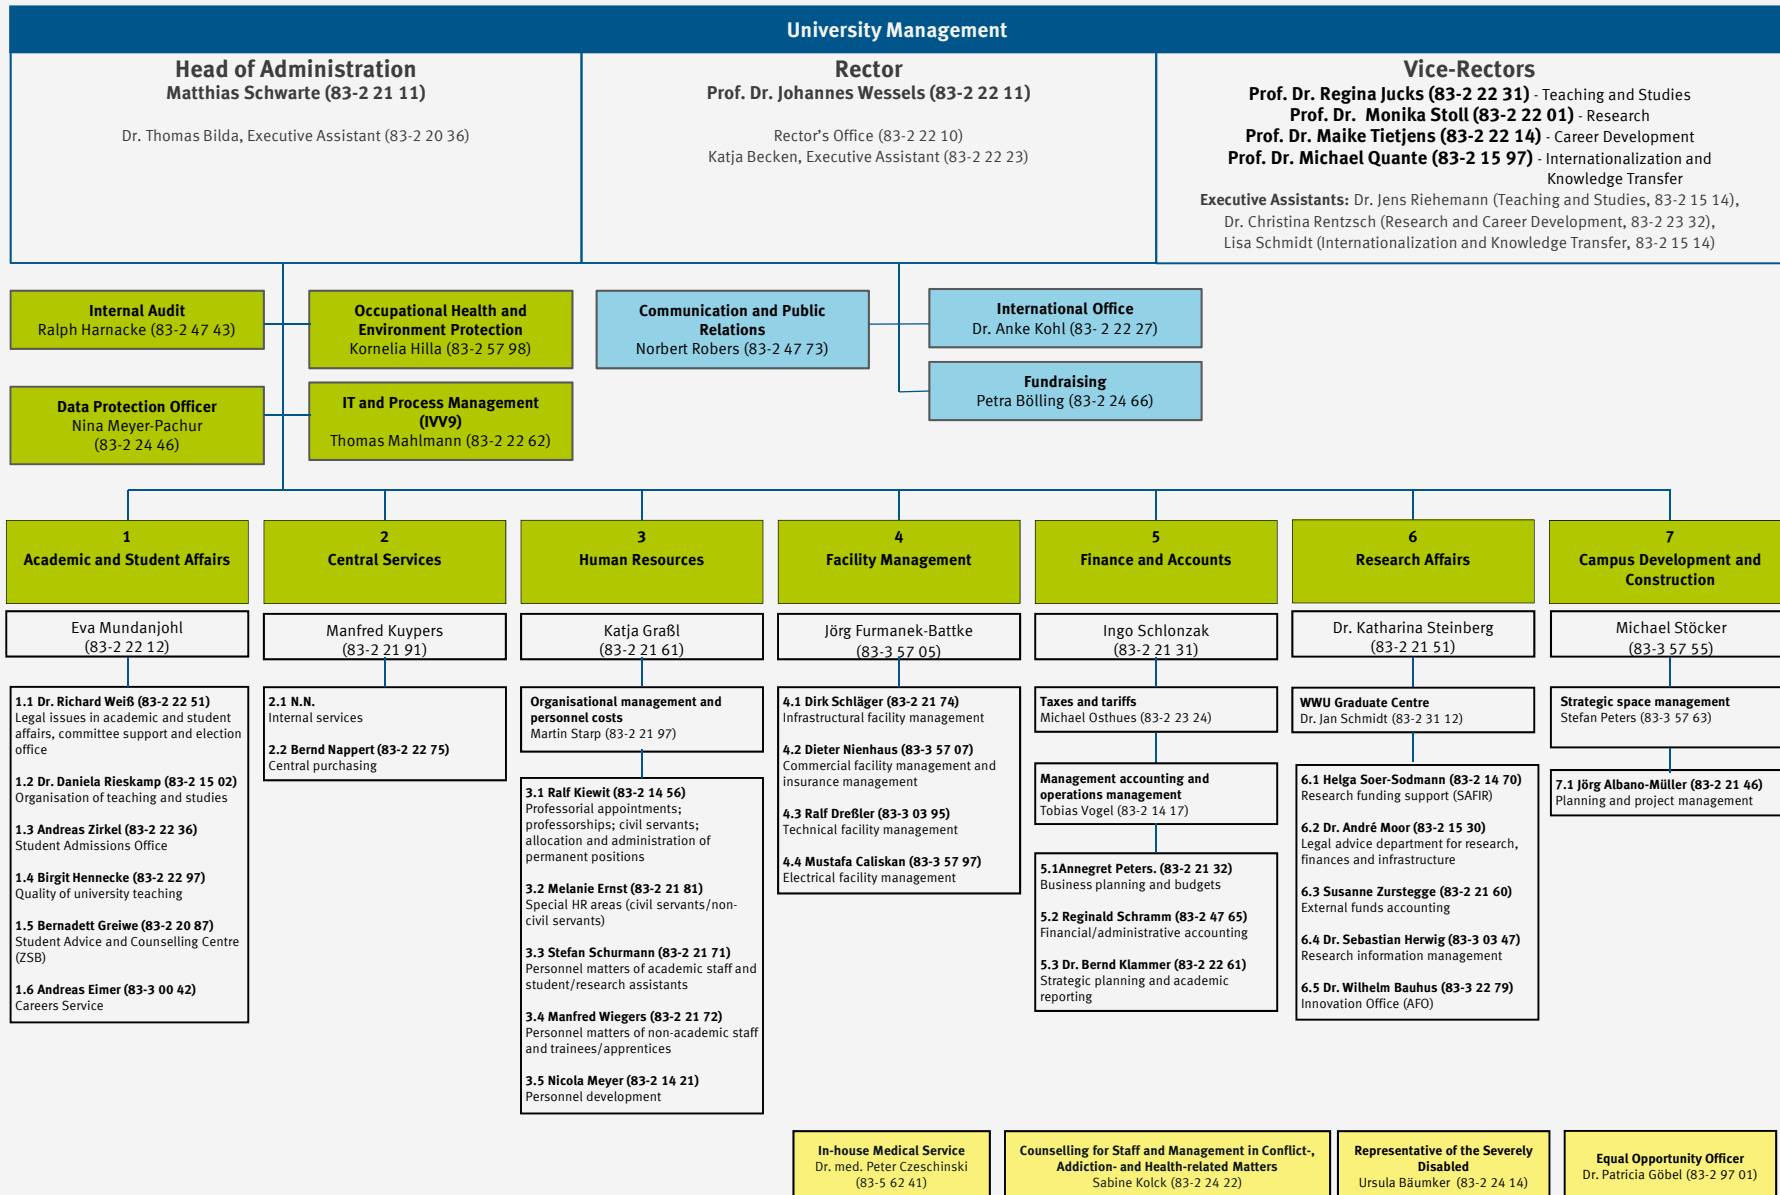 University Management
Head of Administration
Matthias Schwarte (83-2 21 11)
Dr. Thomas Bilda, Executive Assistant (83-2 20 36)
Rector
Prof. Dr. Johannes Wessels (83-2 22 11)
Rector's Office (83-2 22 10)
Katja Becken, Executive Assistant (83-2 22 23)
Vice-Rectors
Prof. Dr. Regina Jucks (83-2 22 31) - Teaching and Studies
Prof. Dr. Monika Stoll (83-2 22 01) - Research
Prof. Dr. Maike Tietjens (83-2 22 14) - Career Development
Prof. Dr. Michael Quante (83-2 15 97) - Internationalization and
Knowledge Transfer
Executive Assistants: Dr. Jens Riehemann (Teaching and Studies, 83-2 15 14),
Dr. Christina Rentzsch (Research and Career Development, 83-2 23 32),
Lisa Schmidt (Internationalization and Knowledge Transfer, 83-2 15 14)
Internal Audit
Ralph Harnacke (83-2 47 43)
Occupational Health and
Environment Protection
Kornelia Hilla (83-2 57 98)
Communication and Public
Relations
Norbert Robers (83-2 47 73)
International Office
Dr. Anke Kohl (83- 2 22 27)
Data Protection Officer
Nina Meyer-Pachur
(83-2 24 46)
IT and Process Management
(IVV9)
Thomas Mahlmann (83-2 22 62)
Fundraising
Petra Bölling (83-2 24 66)
1
Academic and Student Affairs
Eva Mundanjohl
(83-2 22 12)
1.1 Dr. Richard Weiß (83-2 22 51)
Legal issues in academic and student
affairs, committee support and election
office
1.2 Dr. Daniela Rieskamp (83-2 15 02)
Organisation of teaching and studies
1.3 Andreas Zirkel (83-2 22 36)
Student Admissions Office
1.4 Birgit Hennecke (83-2 22 97)
Quality of university teaching
1.5 Bernadett Greiwe (83-2 20 87)
Student Advice and Counselling Centre
(ZSB)
1.6 Andreas Eimer (83-3 00 42)
Careers Service
2
Central Services
Manfred Kuypers
(83-2 21 91)
2.1 N.N.
Internal services
2.2 Bernd Nappert (83-2 22 75)
Central purchasing
3
Human Resources
Katja Graßl
(83-2 21 61)
Organisational management and
personnel costs
Martin Starp (83-2 21 97)
3.1 Ralf Kiewit (83-2 14 56)
Professorial appointments;
professorships; civil servants;
allocation and administration of
permanent positions
3.2 Melanie Ernst (83-2 21 81)
Special HR areas (civil servants/non-
civil servants)
3.3 Stefan Schurmann (83-2 21 71)
Personnel matters of academic staff and
student/research assistants
3.4 Manfred Wiegers (83-2 21 72)
Personnel matters of non-academic staff
and trainees/apprentices
3.5 Nicola Meyer (83-2 14 21)
Personnel development
4
Facility Management
Jörg Furmanek-Battke
(83-3 57 05)
4.1 Dirk Schläger (83-2 21 74)
Infrastructural facility management
4.2 Dieter Nienhaus (83-3 57 07)
Commercial facility management and
insurance management
4.3 Ralf Dreßler (83-3 03 95)
Technical facility management
4.4 Mustafa Caliskan (83-3 57 97)
Electrical facility management
5
Finance and Accounts
Ingo Schlonzak
(83-2 21 31)
Taxes and tariffs
Michael Osthues (83-2 23 24)
Management accounting and
operations management
Tobias Vogel (83-2 14 17)
5.1Annegret Peters. (83-2 21 32)
Business planning and budgets
5.2 Reginald Schramm (83-2 47 65)
Financial/administrative accounting
5.3 Dr. Bernd Klammer (83-2 22 61)
Strategic planning and academic
reporting
6
Research Affairs
Dr. Katharina Steinberg
(83-2 21 51)
WWU Graduate Centre
Dr. Jan Schmidt (83-2 31 12)
6.1 Helga Soer-Sodmann (83-2 14 70)
Research funding support (SAFIR)
6.2 Dr. André Moor (83-2 15 30)
Legal advice department for research,
finances and infrastructure
6.3 Susanne Zurstegge (83-2 21 60)
External funds accounting
6.4 Dr. Sebastian Herwig (83-3 03 47)
Research information management
6.5 Dr. Wilhelm Bauhus (83-3 22 79)
Innovation Office (AFO)
7
Campus Development and
Construction
Michael Stöcker
(83-3 57 55)
Strategic space management
Stefan Peters (83-3 57 63)
7.1 Jörg Albano-Müller (83-2 21 46)
Planning and project management
In-house Medical Service
Dr. med. Peter Czeschinski
(83-5 62 41)
Counselling for Staff and Management in Conflict-,
Addiction- and Health-related Matters
Sabine Kolck (83-2 24 22)
Representative of the Severely
Disabled
Ursula Bäumker (83-2 24 14)
Equal Opportunity Officer
Dr. Patricia Göbel (83-2 97 01)